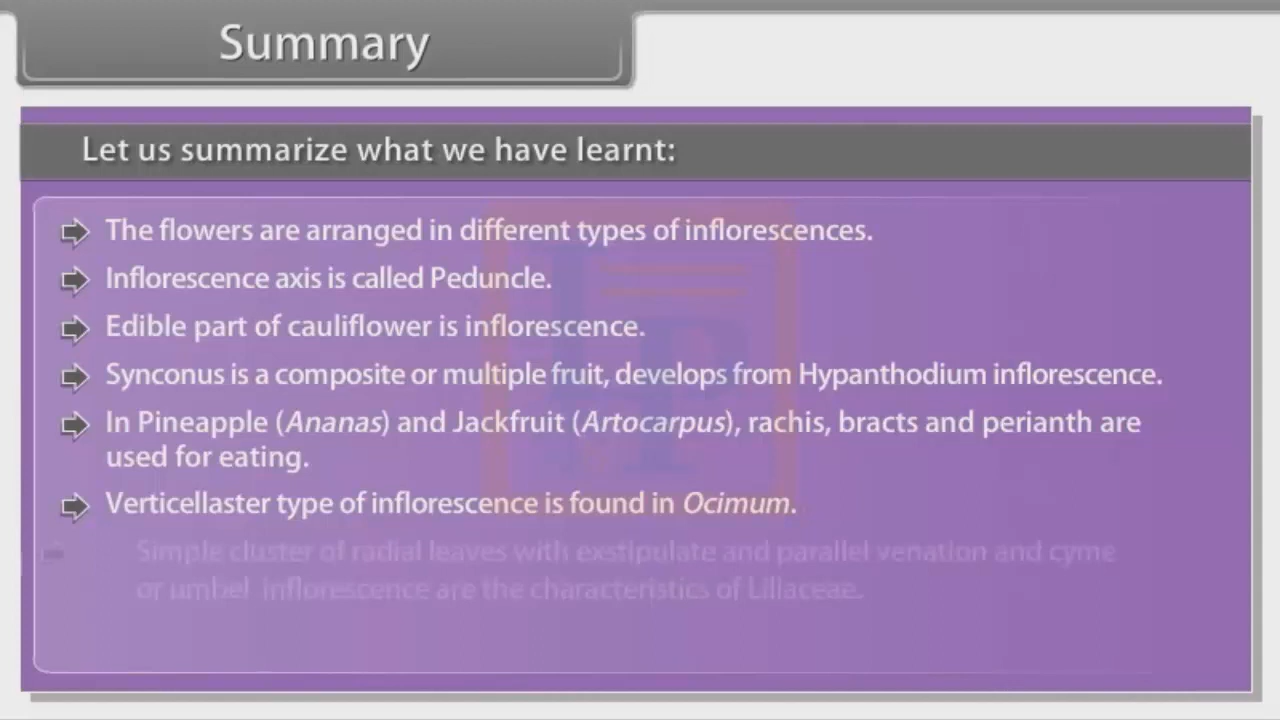 Summary
Let us summarize what we have learnt:
The flowers are arranged in different types of inflorescences.
Inflorescence axis is called Peduncle.
Edible part of cauliflower is inflorescence.
Synconus is a composite or multiple fruit, develops from Hypanthodium inflorescence.
In Pineapple (Ananas) and Jackfruit (Artocarpus), rachis, bracts and perianth are
used for eating.
Verticellaster type of inflorescence is found in Ocimum.
Simple cluster of radial leaves with exstipulate and parallel venation and cyme
or umbel inflorescence are the characteristics of Liliaceae.